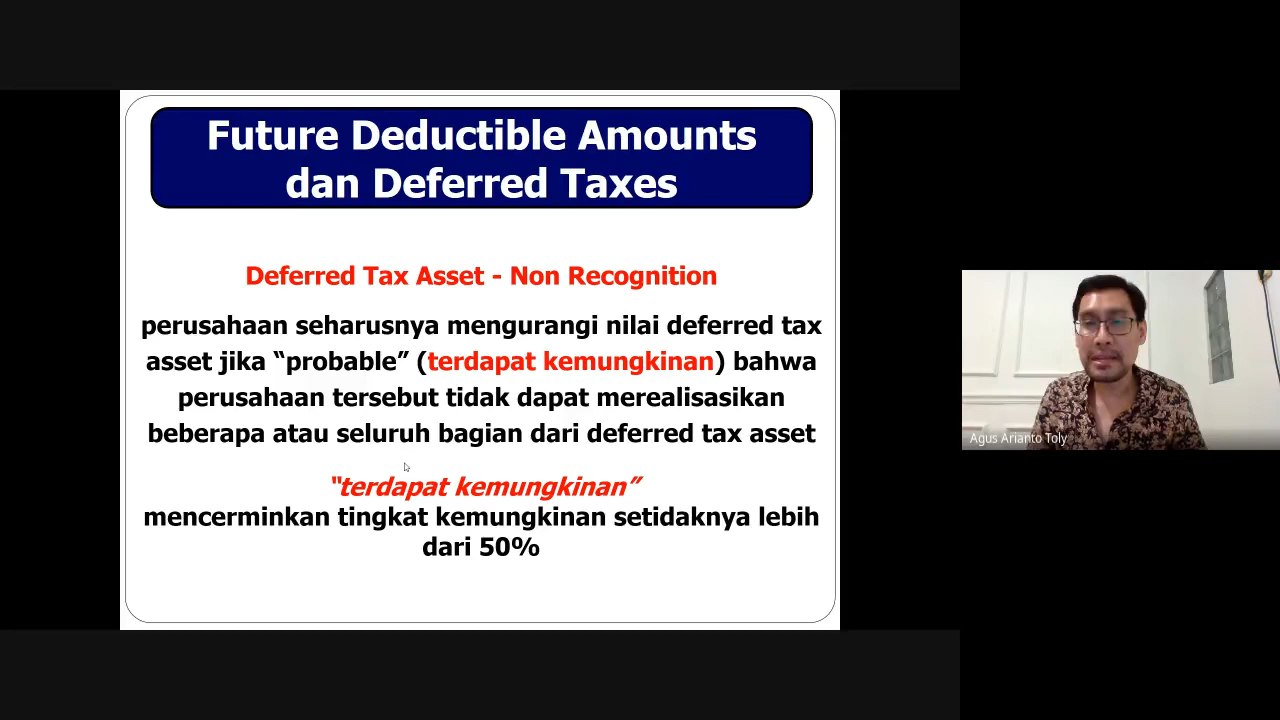 Future Deductible Amounts
dan Deferred Taxes
Deferred Tax Asset - Non Recognition
perusahaan seharusnya mengurangi nilai deferred tax
asset jika “probable” (terdapat kemungkinan) bahwa
perusahaan tersebut tidak dapat merealisasikan
beberapa atau seluruh bagian dari deferred tax asset
“terdapat kemungkinan”
mencerminkan tingkat kemungkinan setidaknya lebih
dari 50%
Agus Arianto Toly